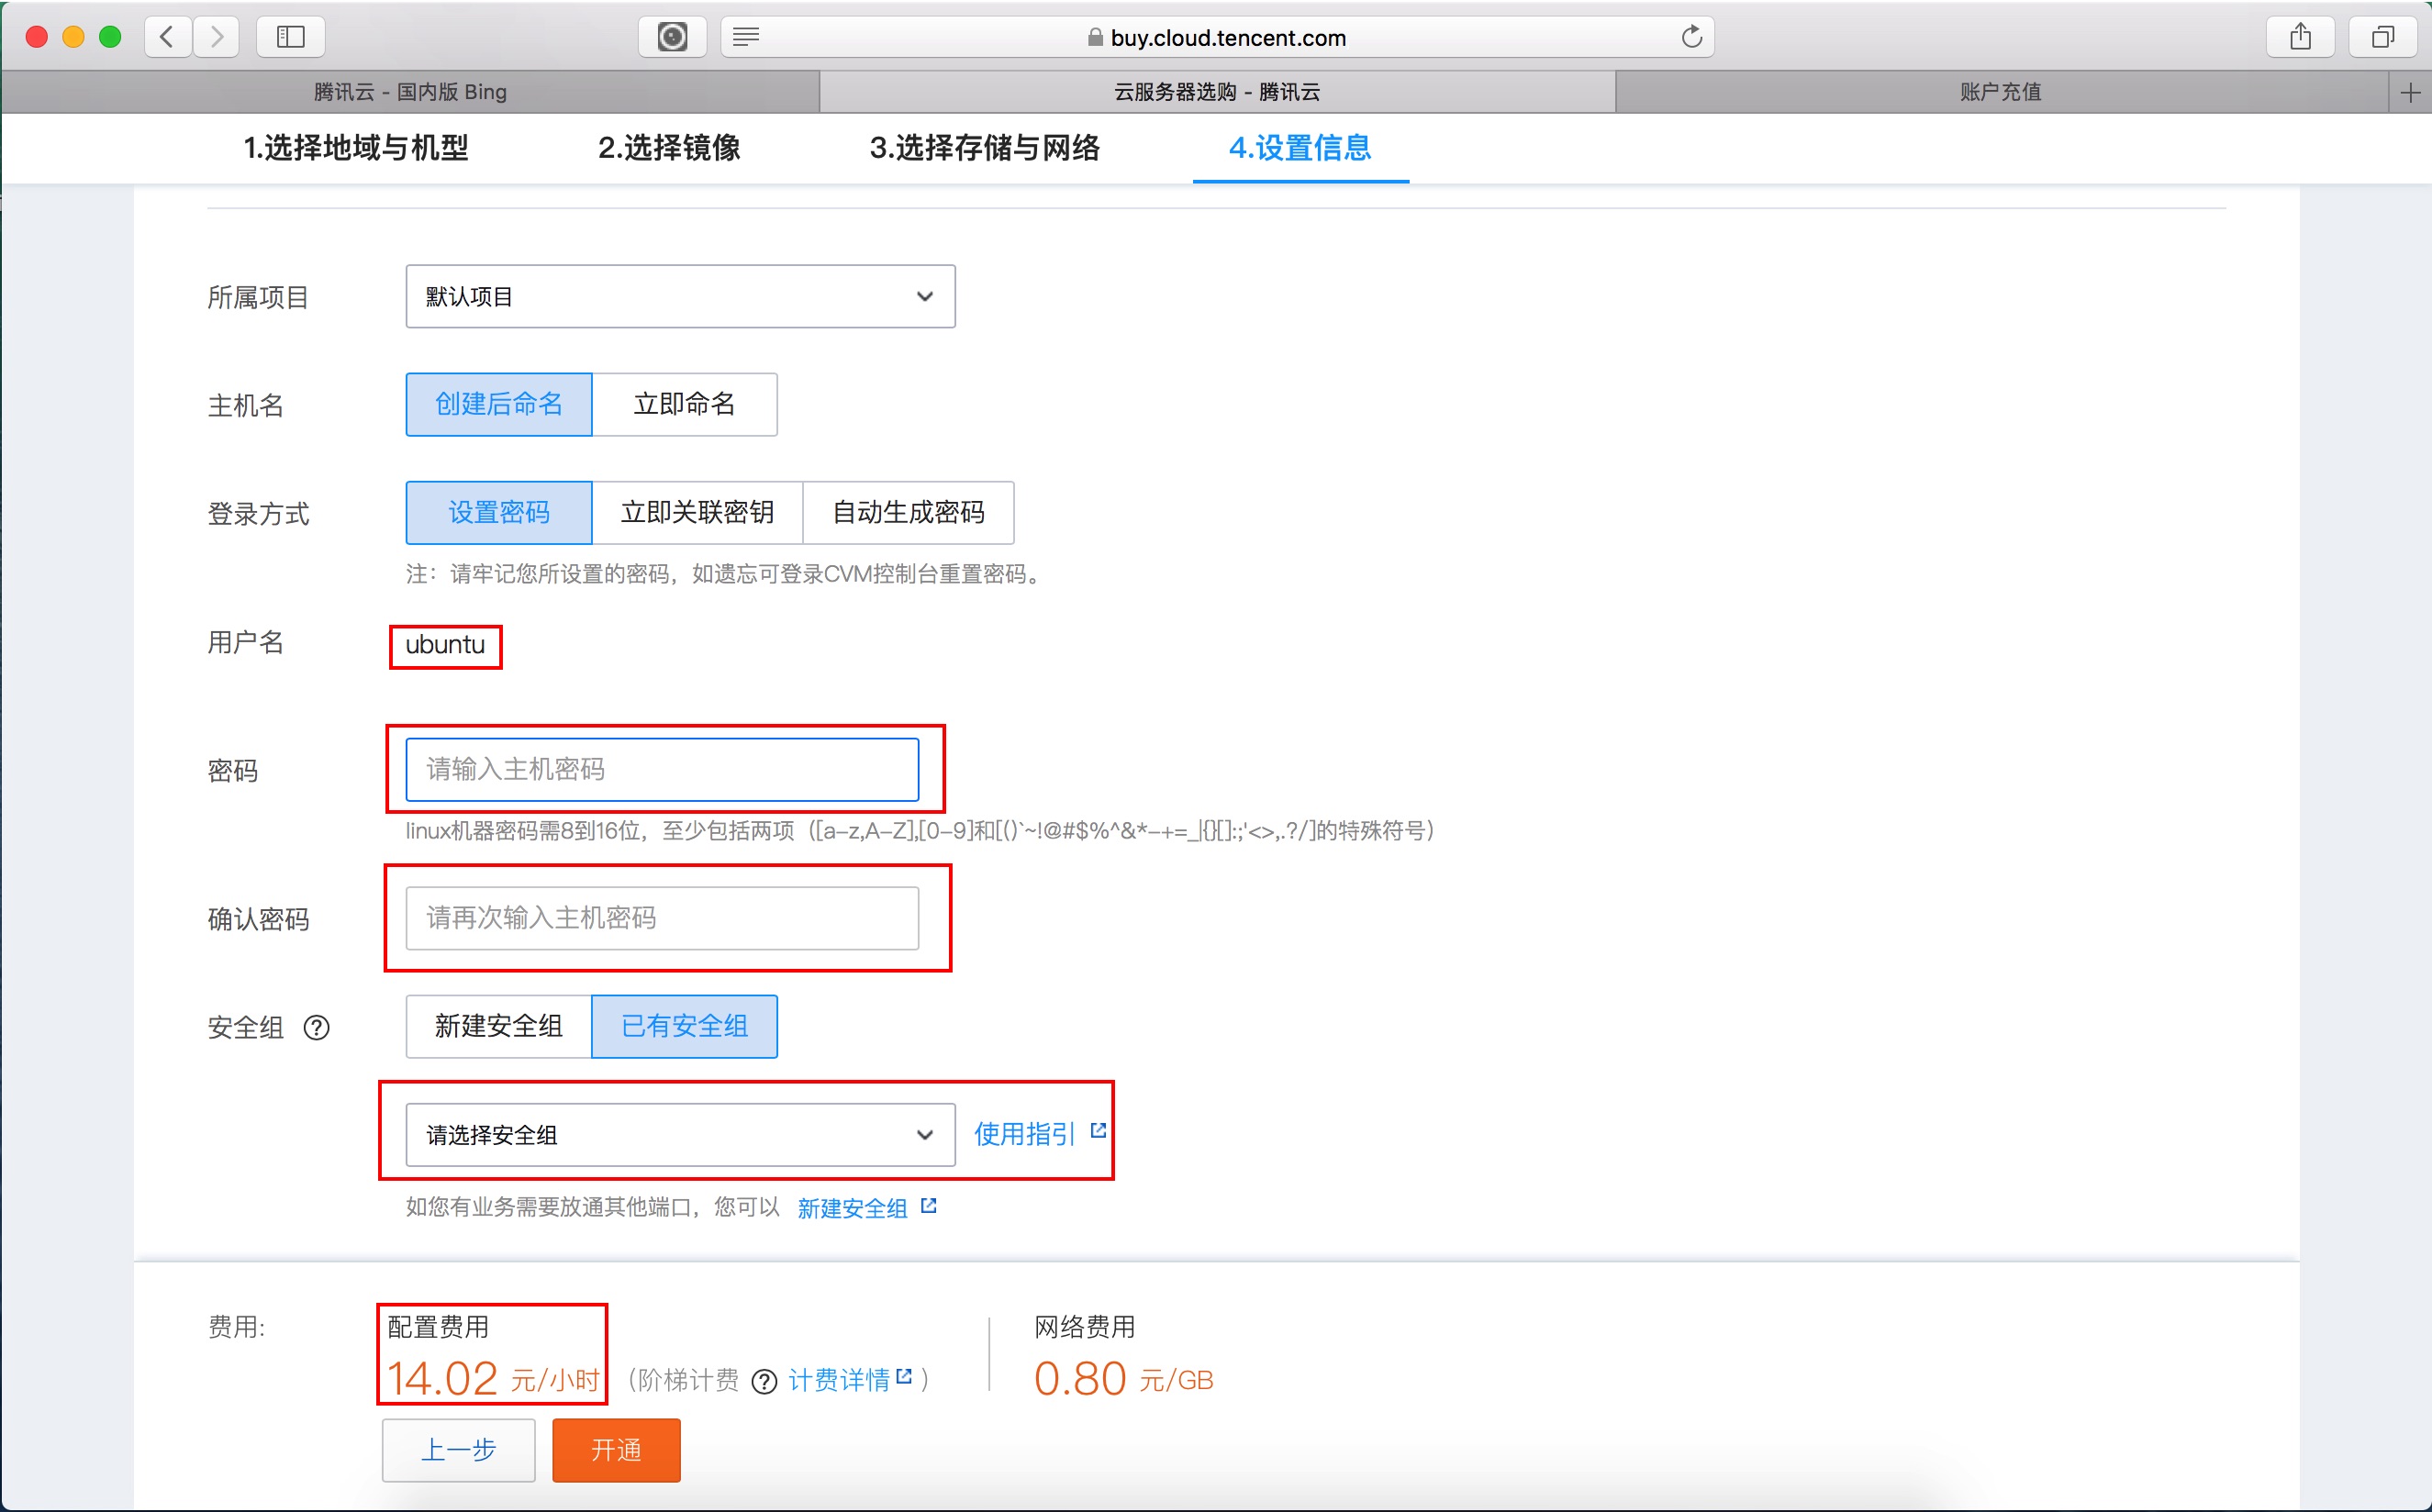 buy.cloud.tencent.com
腾讯云 - 国内版 Bing
云服务器选购 - 腾讯云
账户充值
1.选择地域与机型
2.选择镜像
3.选择存储与网络
4.设置信息
所属项目
默认项目
主机名
创建后命名
立即命名
登录方式
设置密码
立即关联密钥
自动生成密码
注：请牢记您所设置的密码，如遗忘可登录CVM控制台重置密码。
用户名
ubuntu
密码
请输入主机密码
linux机器密码需8到16位，至少包括两项（[a-z,A-Z],[0-9]和[()`~!@#$%^&*-+=_|{}[]:;'<>,.?/]的特殊符号）
确认密码
请再次输入主机密码
安全组
新建安全组
已有安全组
请选择安全组
使用指引
如您有业务需要放通其他端口，您可以 新建安全组
费用:
配置费用
14.02 元/小时
（阶梯计费 ? 计费详情）
网络费用
0.80 元/GB
上一步
开通